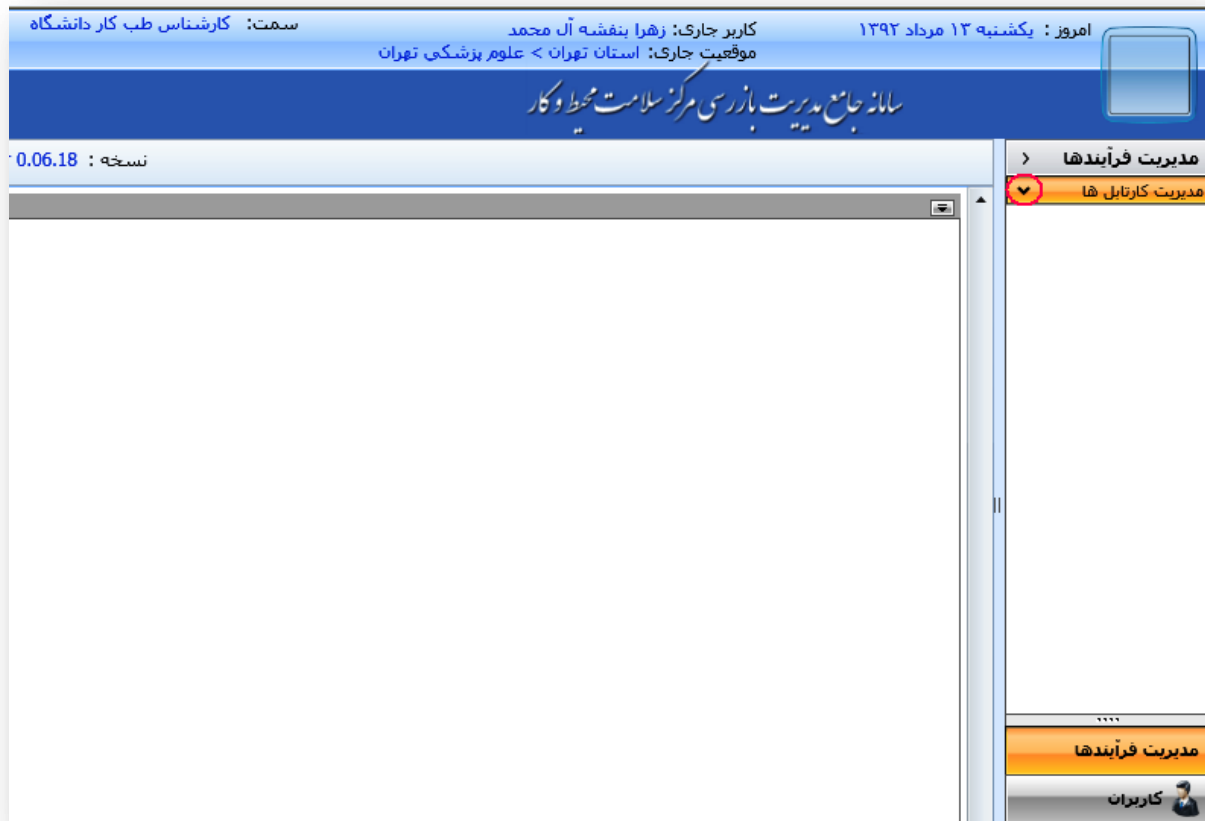 امروز : یکشنبه ۱۳ مرداد ۱۳۹۲
کاربر جاری: زهرا بنفشه آل محمد
سمت: کارشناس طب کار دانشگاه
موقعیت جاری: استان تهران > علوم پزشکی تهران
سامانه جامع مدیریت بازرسی مرکز سلامت محیط و کار
مدیریت فرآیندها
نسخه : 0.06.18
مدیریت کارتابل ها
مدیریت فرآیندها
کاربران